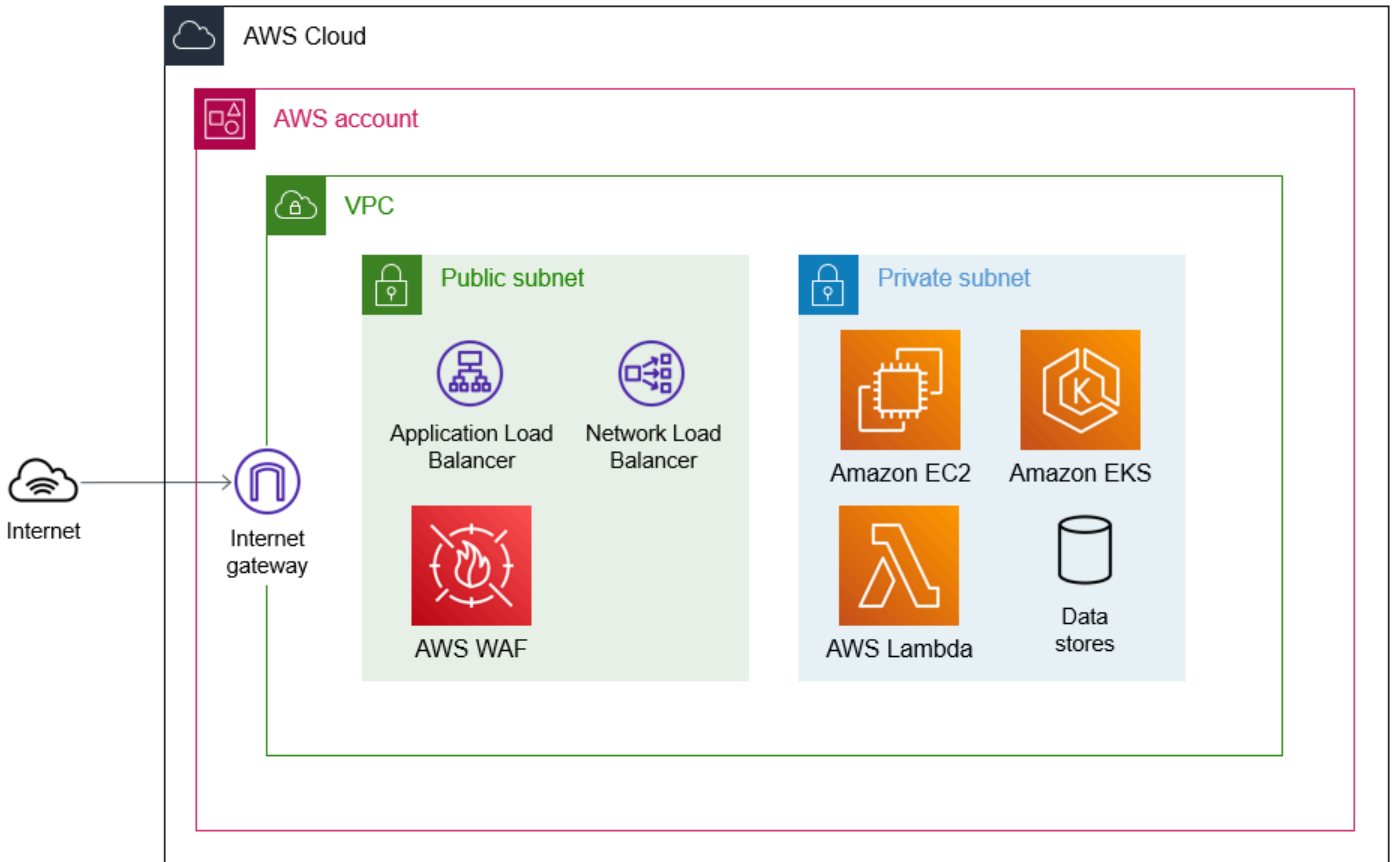 AWS Cloud
AWS account
VPC
Public subnet
Private subnet
Application Load
Balancer
Network Load
Balancer
K
Amazon EC2
Amazon EKS
Internet
Internet
gateway
AWS WAF
AWS Lambda
Data
stores